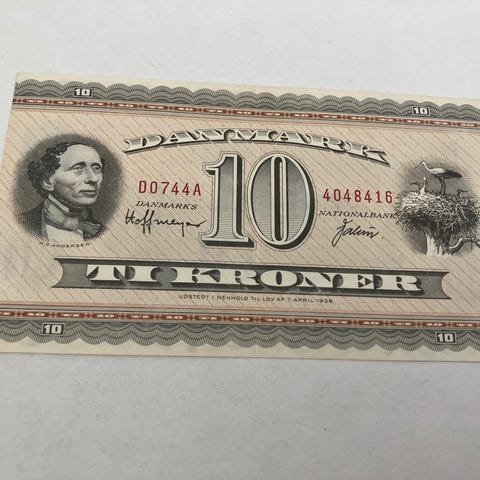 10 10
DANMARK
D0744A 10 4048416
DANMARKS NATIONALBANK
Hoffmeyer
H.C. ANDERSEN
TI KRONER
UDSTEDT I HENHOLD TIL LOV AF 7. APRIL 1936
10 10